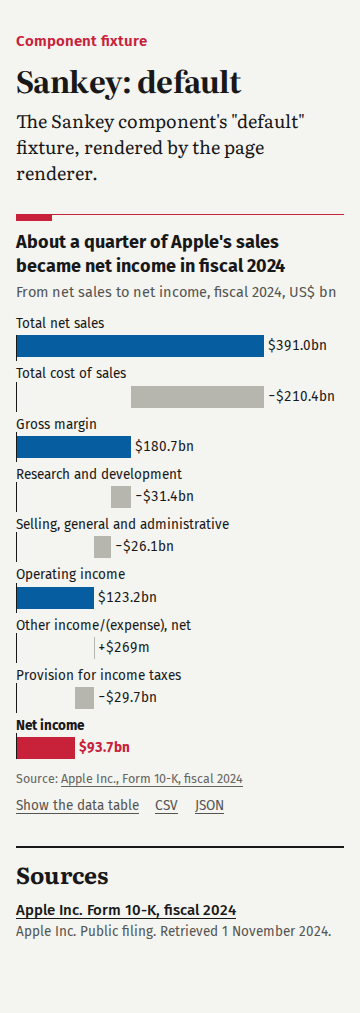 Component fixture
Sankey: default
The Sankey component's "default"
fixture, rendered by the page
renderer.
About a quarter of Apple's sales
became net income in fiscal 2024
From net sales to net income, fiscal 2024, US$ bn
Total net sales
$391.0bn
Total cost of sales
−$210.4bn
Gross margin
$180.7bn
Research and development
−$31.4bn
Selling, general and administrative
−$26.1bn
Operating income
$123.2bn
Other income/(expense), net
+$269m
Provision for income taxes
−$29.7bn
Net income
$93.7bn
Source: Apple Inc., Form 10-K, fiscal 2024
Show the data table CSV JSON
Sources
Apple Inc. Form 10-K, fiscal 2024
Apple Inc. Public filing. Retrieved 1 November 2024.